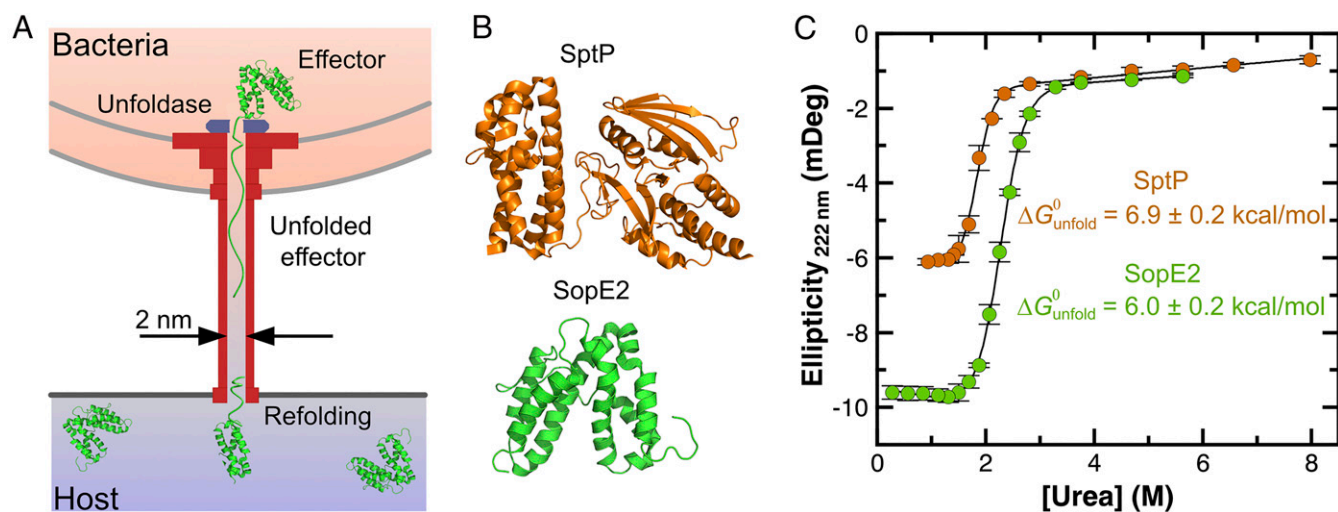 A
Bacteria
Effector
Unfoldase
Unfolded
effector
2 nm
Refolding
Host
B
SptP
SopE2
C
Ellipticity222 nm (mDeg)
0
-2
-4
-6
-8
-10
SptP
ΔG⁰unfold = 6.9 ± 0.2 kcal/mol
SopE2
ΔG⁰unfold = 6.0 ± 0.2 kcal/mol
0 2 4 6 8
[Urea] (M)